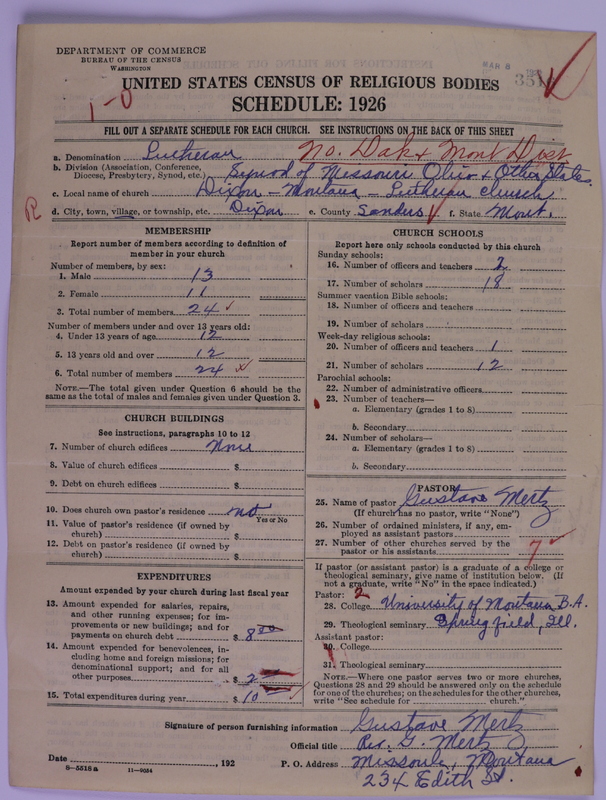 DEPARTMENT OF COMMERCE
BUREAU OF THE CENSUS
WASHINGTON
MAR 8
UNITED STATES CENSUS OF RELIGIOUS BODIES
SCHEDULE: 1926
1-0
FILL OUT A SEPARATE SCHEDULE FOR EACH CHURCH. SEE INSTRUCTIONS ON THE BACK OF THIS SHEET
a. Denomination Lutheran No. Dak & Mont Dist
b. Division (Association, Conference, Diocese, Presbytery, Synod, etc.) Synod of Missouri Ohio & Other States
c. Local name of church Dixon - Montana - Lutheran church
R
d. City, town, village, or township, etc. Dixon e. County Sanders f. State Mont.
MEMBERSHIP
Report number of members according to definition of
member in your church
Number of members, by sex:
1. Male 13
2. Female 11
3. Total number of members 24
Number of members under and over 13 years old:
4. Under 13 years of age 12
5. 13 years old and over 12
6. Total number of members 24
NOTE.—The total given under Question 6 should be the
same as the total of males and females given under Question 3.
CHURCH BUILDINGS
See instructions, paragraphs 10 to 12
7. Number of church edifices None
8. Value of church edifices $
9. Debt on church edifices $
10. Does church own pastor's residence no
Yes or No
11. Value of pastor's residence (if owned by
church) $
12. Debt on pastor's residence (if owned by
church) $
EXPENDITURES
Amount expended by your church during last fiscal year
13. Amount expended for salaries, repairs,
and other running expenses; for im-
provements or new buildings; and for
payments on church debt $ 8 00
14. Amount expended for benevolences, in-
cluding home and foreign missions; for
denominational support; and for all
other purposes $ 2
15. Total expenditures during year $ 10
CHURCH SCHOOLS
Report here only schools conducted by this church
Sunday schools:
16. Number of officers and teachers 2
17. Number of scholars 18
Summer vacation Bible schools:
18. Number of officers and teachers
19. Number of scholars
Week-day religious schools:
20. Number of officers and teachers 1
21. Number of scholars 12
Parochial schools:
22. Number of administrative officers
23. Number of teachers—
a. Elementary (grades 1 to 8)
b. Secondary
24. Number of scholars—
a. Elementary (grades 1 to 8)
b. Secondary
PASTOR
25. Name of pastor Gustave Mertz
(If church has no pastor, write "None")
26. Number of ordained ministers, if any, em-
ployed as assistant pastors
27. Number of other churches served by the
pastor or his assistants 7
If pastor (or assistant pastor) is a graduate of a college or
theological seminary, give name of institution below. (If
not a graduate, write "No" in the space indicated.)
Pastor: 2
28. College University of Montana B.A.
29. Theological seminary Springfield, Ill.
Assistant pastor:
30. College
31. Theological seminary
NOTE.—Where one pastor serves two or more churches,
Questions 28 and 29 should be answered only on the schedule
for one of the churches; on the schedules for the other churches,
write "See schedule for church."
Signature of person furnishing information Gustave Mertz
Official title Rev. G. Mertz
Date , 192 P. O. Address Missoula, Montana
8-5518a 11-9054 234 Edith St.